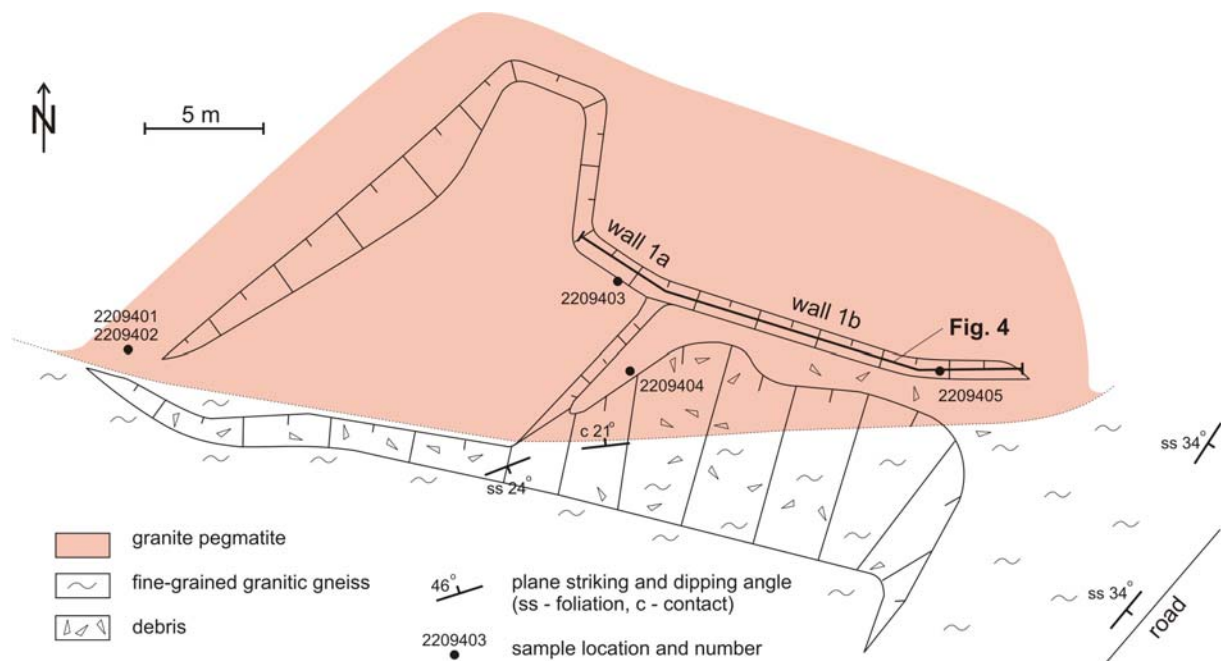 N
5 m
wall 1a
2209403
wall 1b
Fig. 4
2209401
2209402
2209404
2209405
c 21°
ss 24°
ss 34°
ss 34°
road
granite pegmatite
fine-grained granitic gneiss
debris
46°
plane striking and dipping angle
(ss - foliation, c - contact)
2209403
sample location and number